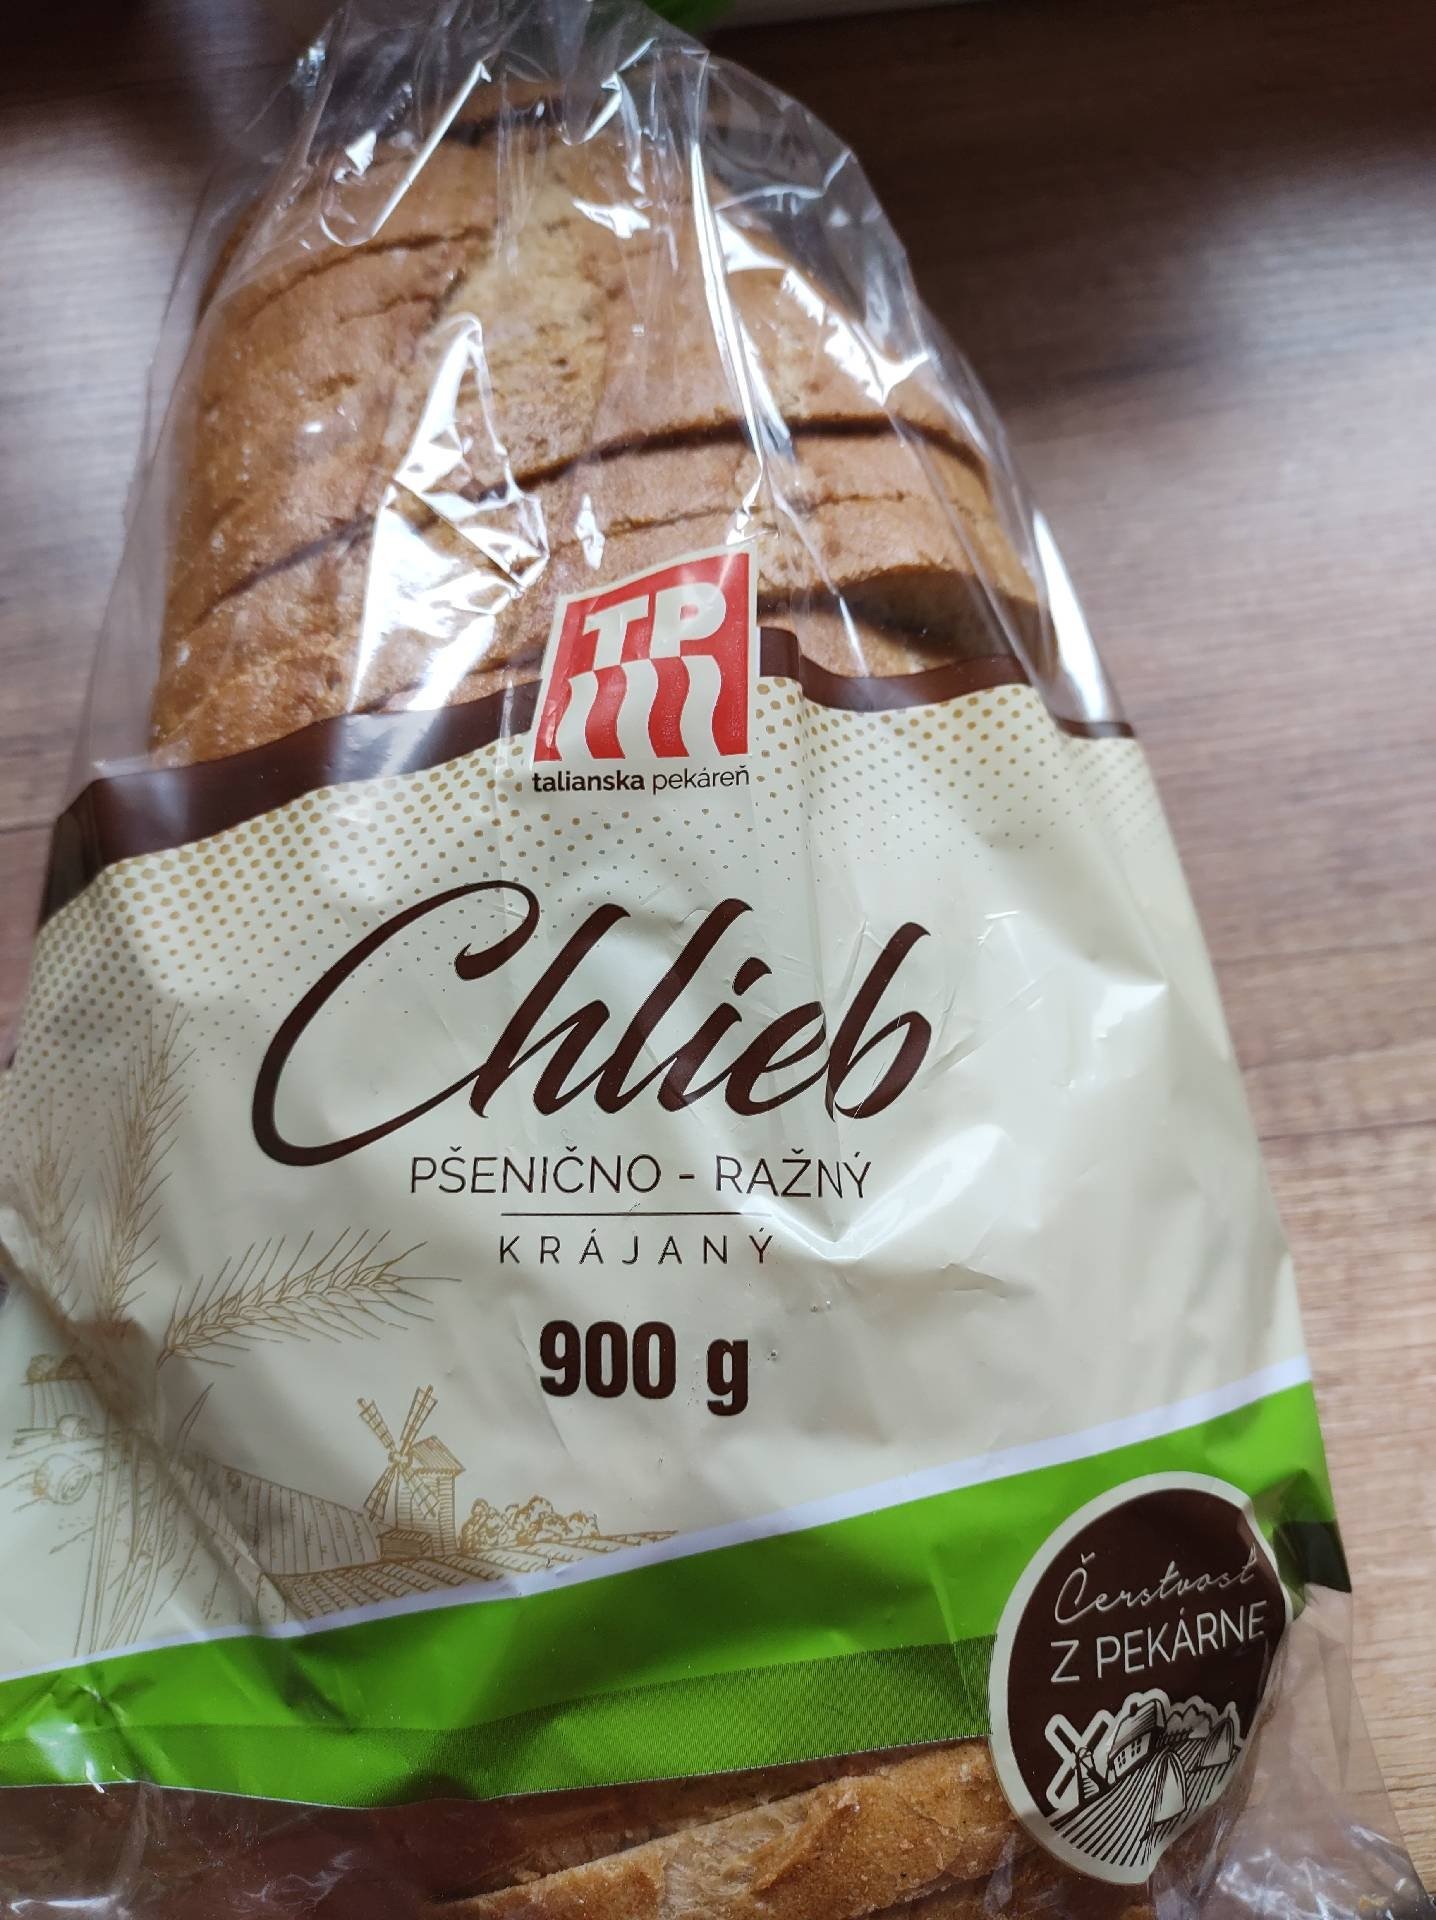 TP
talianska pekáreň
Chlieb
PŠENIČNO - RAŽNÝ
KRÁJANÝ
900 g
Čerstvosť
Z PEKÁRNE